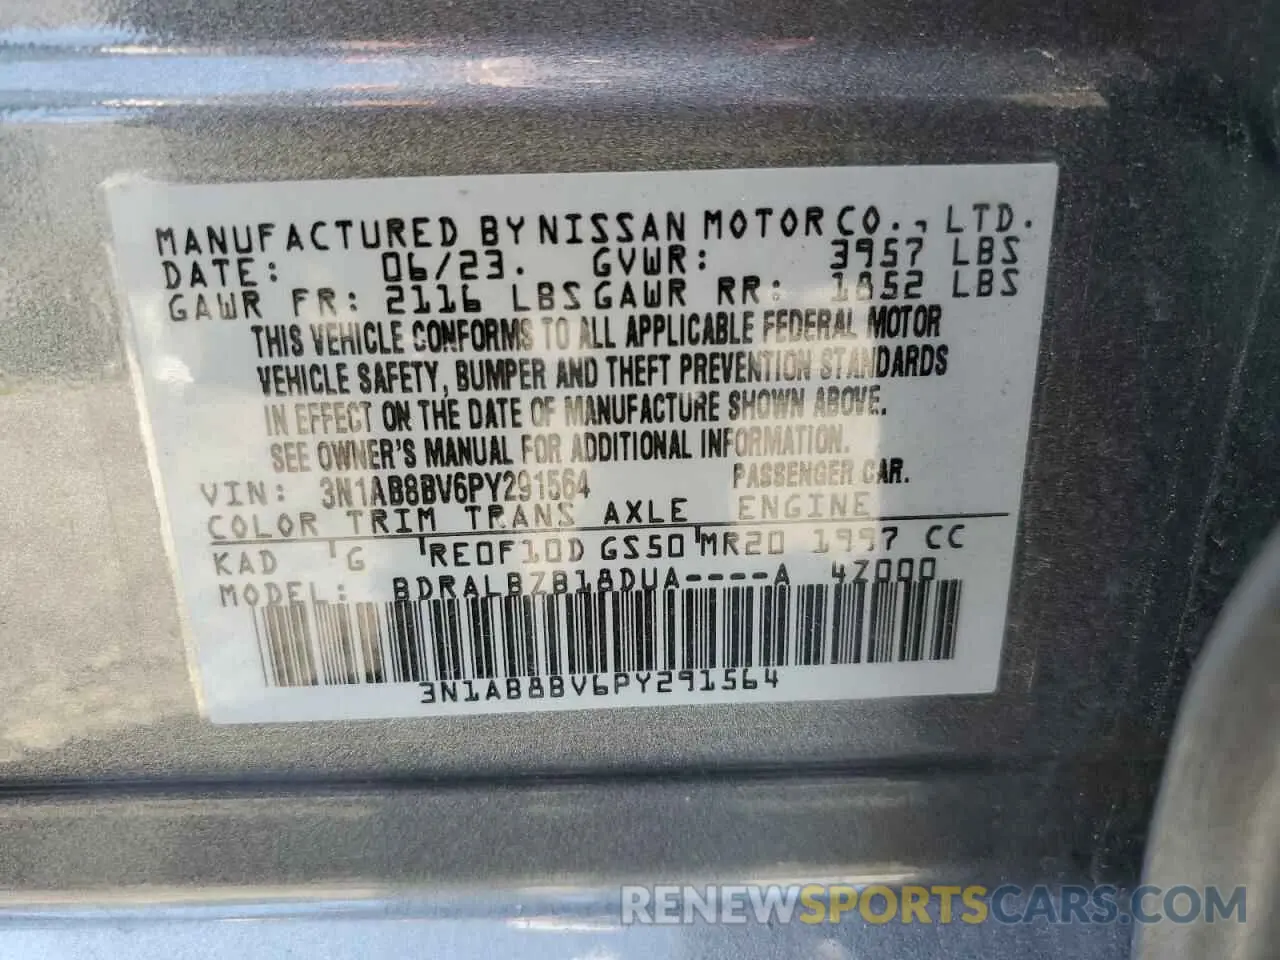 MANUFACTURED BY NISSAN MOTOR CO., LTD.
DATE: 06/23. GVWR: 3957 LBS
GAWR FR: 2116 LBS GAWR RR: 1852 LBS
THIS VEHICLE CONFORMS TO ALL APPLICABLE FEDERAL MOTOR
VEHICLE SAFETY, BUMPER AND THEFT PREVENTION STANDARDS
IN EFFECT ON THE DATE OF MANUFACTURE SHOWN ABOVE.
SEE OWNER'S MANUAL FOR ADDITIONAL INFORMATION.
VIN: 3N1AB8BV6PY291564 PASSENGER CAR.
COLOR TRIM TRANS AXLE ENGINE
KAD G RE0F10D GS50 MR20 1997 CC
MODEL: BDRALBZB18DUA----A 4Z000
3N1AB8BV6PY291564
RENEWSPORTSCARS.COM